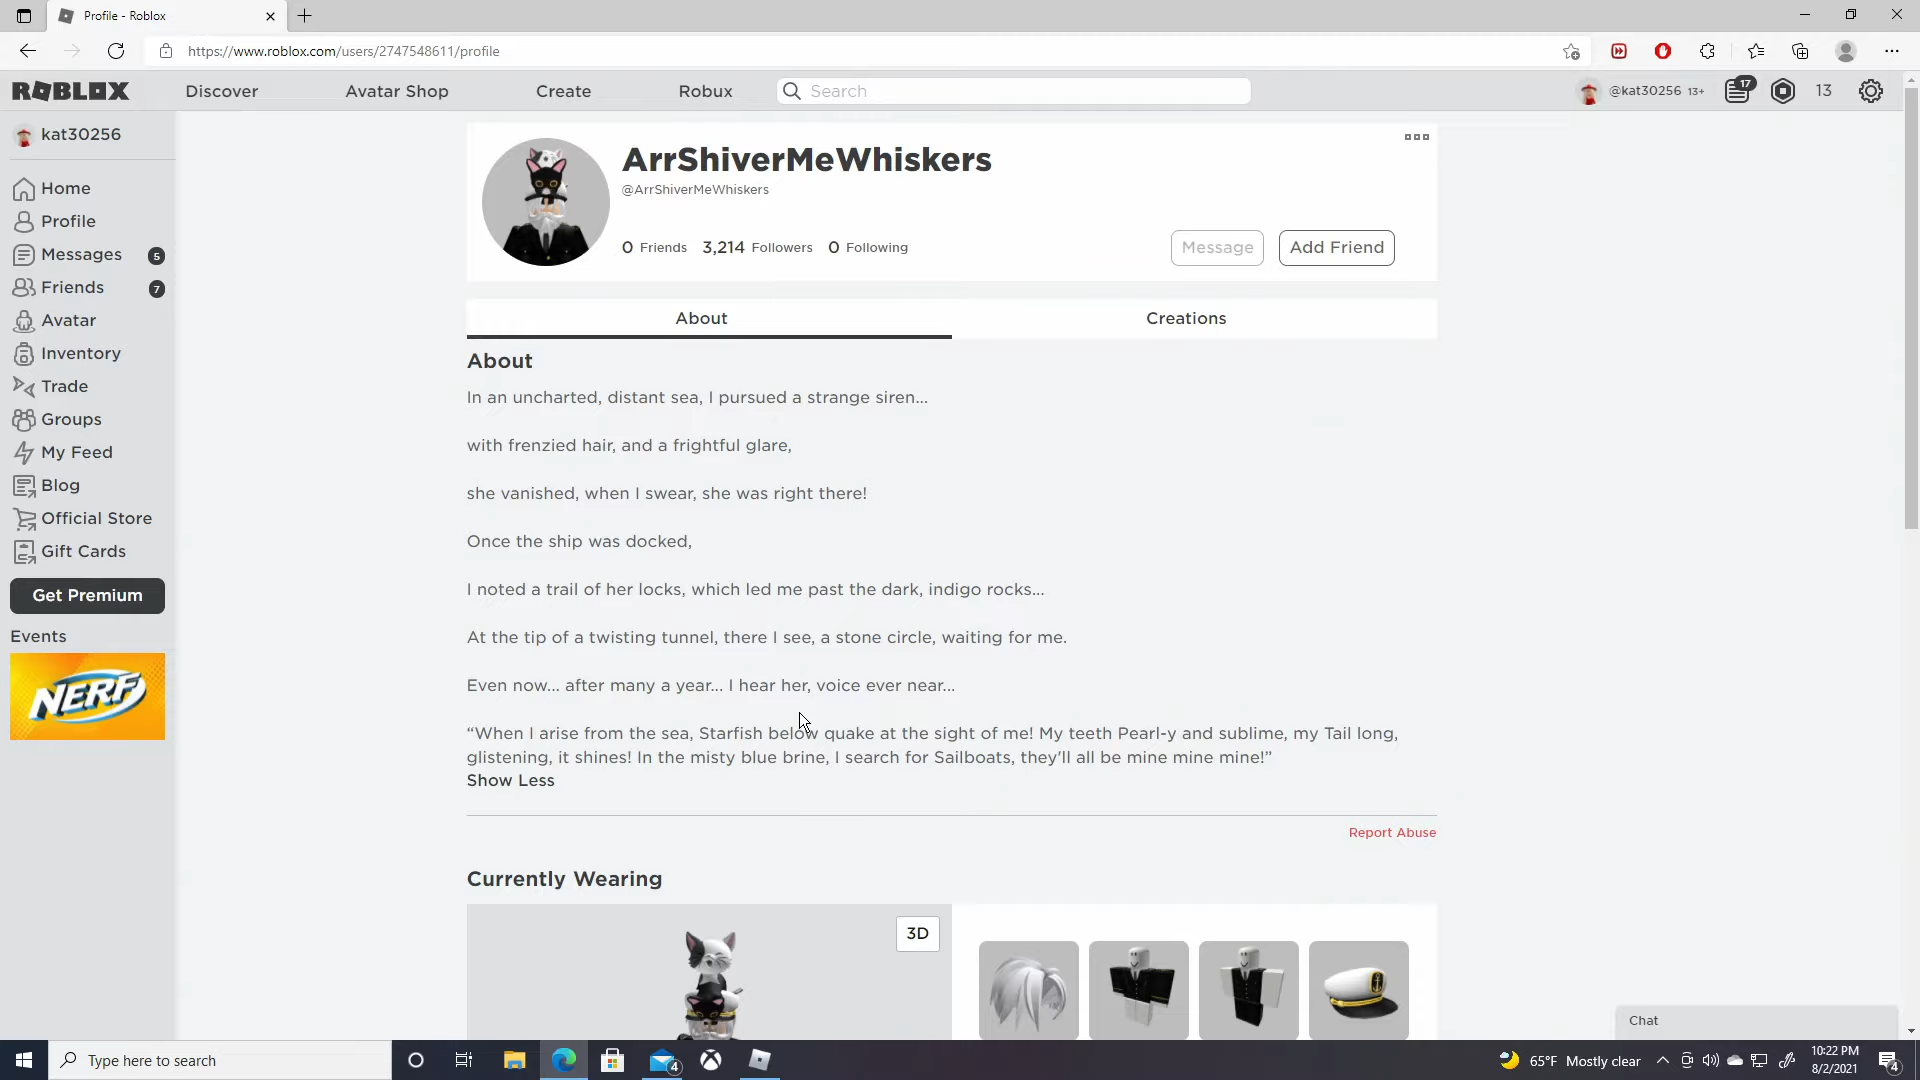 Profile - Roblox
https://www.roblox.com/users/2747548611/profile
ROBLOX
Discover
Avatar Shop
Create
Robux
Search
@kat30256 13+
17
13
kat30256
Home
Profile
Messages 5
Friends 7
Avatar
Inventory
Trade
Groups
My Feed
Blog
Official Store
Gift Cards
Get Premium
Events
NERF
ArrShiverMeWhiskers
@ArrShiverMeWhiskers
0 Friends 3,214 Followers 0 Following
Message
Add Friend
About
Creations
About
In an uncharted, distant sea, I pursued a strange siren...
with frenzied hair, and a frightful glare,
she vanished, when I swear, she was right there!
Once the ship was docked,
I noted a trail of her locks, which led me past the dark, indigo rocks...
At the tip of a twisting tunnel, there I see, a stone circle, waiting for me.
Even now... after many a year... I hear her, voice ever near...
“When I arise from the sea, Starfish below quake at the sight of me! My teeth Pearl-y and sublime, my Tail long,
glistening, it shines! In the misty blue brine, I search for Sailboats, they'll all be mine mine mine!”
Show Less
Report Abuse
Currently Wearing
3D
Chat
Type here to search
4
65°F Mostly clear
10:22 PM
8/2/2021
4